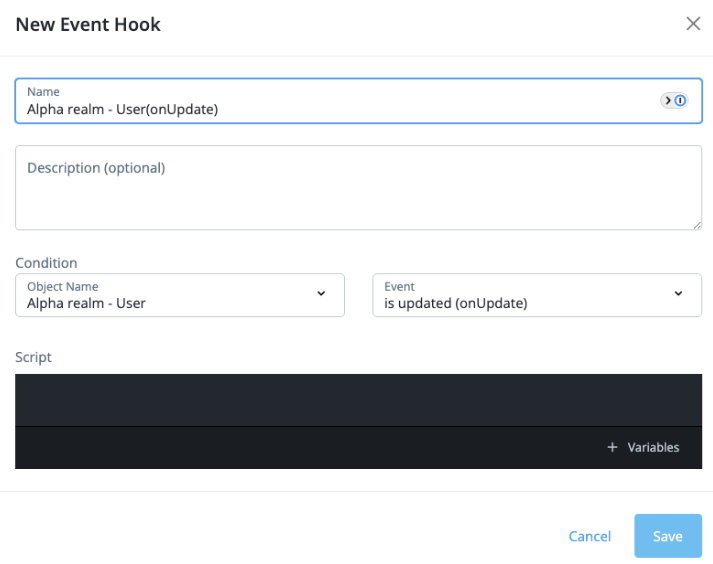 New Event Hook
Name
Alpha realm - User(onUpdate)
Description (optional)
Condition
Object Name
Alpha realm - User
Event
is updated (onUpdate)
Script
+ Variables
Cancel
Save